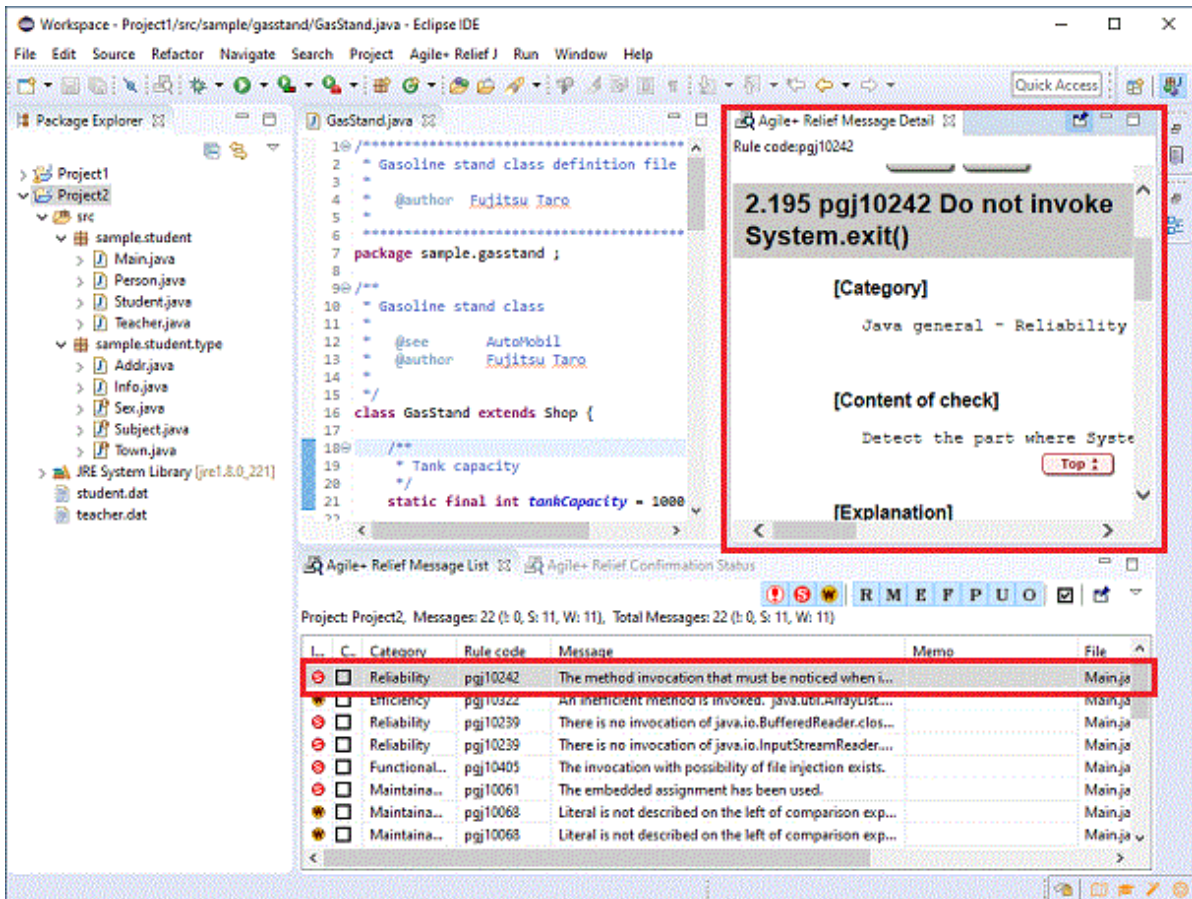 Workspace - Project1/src/sample/gasstand/GasStand.java - Eclipse IDE
File Edit Source Refactor Navigate Search Project Agile+ Relief J Run Window Help
Quick Access
Package Explorer
Project1
Project2
src
sample.student
Main.java
Person.java
Student.java
Teacher.java
sample.student.type
Addr.java
Info.java
Sex.java
Subject.java
Town.java
JRE System Library [jre1.8.0_221]
student.dat
teacher.dat
GasStand.java
1 /******************************************
2 * Gasoline stand class definition file
3 *
4 * @author Fujitsu Taro
5 *
6 ******************************************
7 package sample.gasstand ;
8
9 /**
10 * Gasoline stand class
11 *
12 * @see AutoMobil
13 * @author Fujitsu Taro
14 *
15 */
16 class GasStand extends Shop {
17
18 /**
19 * Tank capacity
20 */
21 static final int tankCapacity = 1000
22
Agile+ Relief Message Detail
Rule code:pgj10242
2.195 pgj10242 Do not invoke
System.exit()
[Category]
Java general - Reliability
[Content of check]
Detect the part where Syste
Top
[Explanation]
Agile+ Relief Message List Agile+ Relief Confirmation Status
R M E F P U O
Project: Project2, Messages: 22 (!: 0, S: 11, W: 11), Total Messages: 22 (!: 0, S: 11, W: 11)
I... C... Category Rule code Message Memo File
S Reliability pgj10242 The method invocation that must be noticed when i... Main.ja
W Efficiency pgj10322 An inefficient method is invoked. java.util.ArrayList.... Main.ja
S Reliability pgj10239 There is no invocation of java.io.BufferedReader.clos... Main.ja
S Reliability pgj10239 There is no invocation of java.io.InputStreamReader.... Main.ja
S Functional... pgj10405 The invocation with possibility of file injection exists. Main.ja
S Maintaina... pgj10061 The embedded assignment has been used. Main.ja
W Maintaina... pgj10068 Literal is not described on the left of comparison exp... Main.ja
W Maintaina... pgj10068 Literal is not described on the left of comparison exp... Main.ja